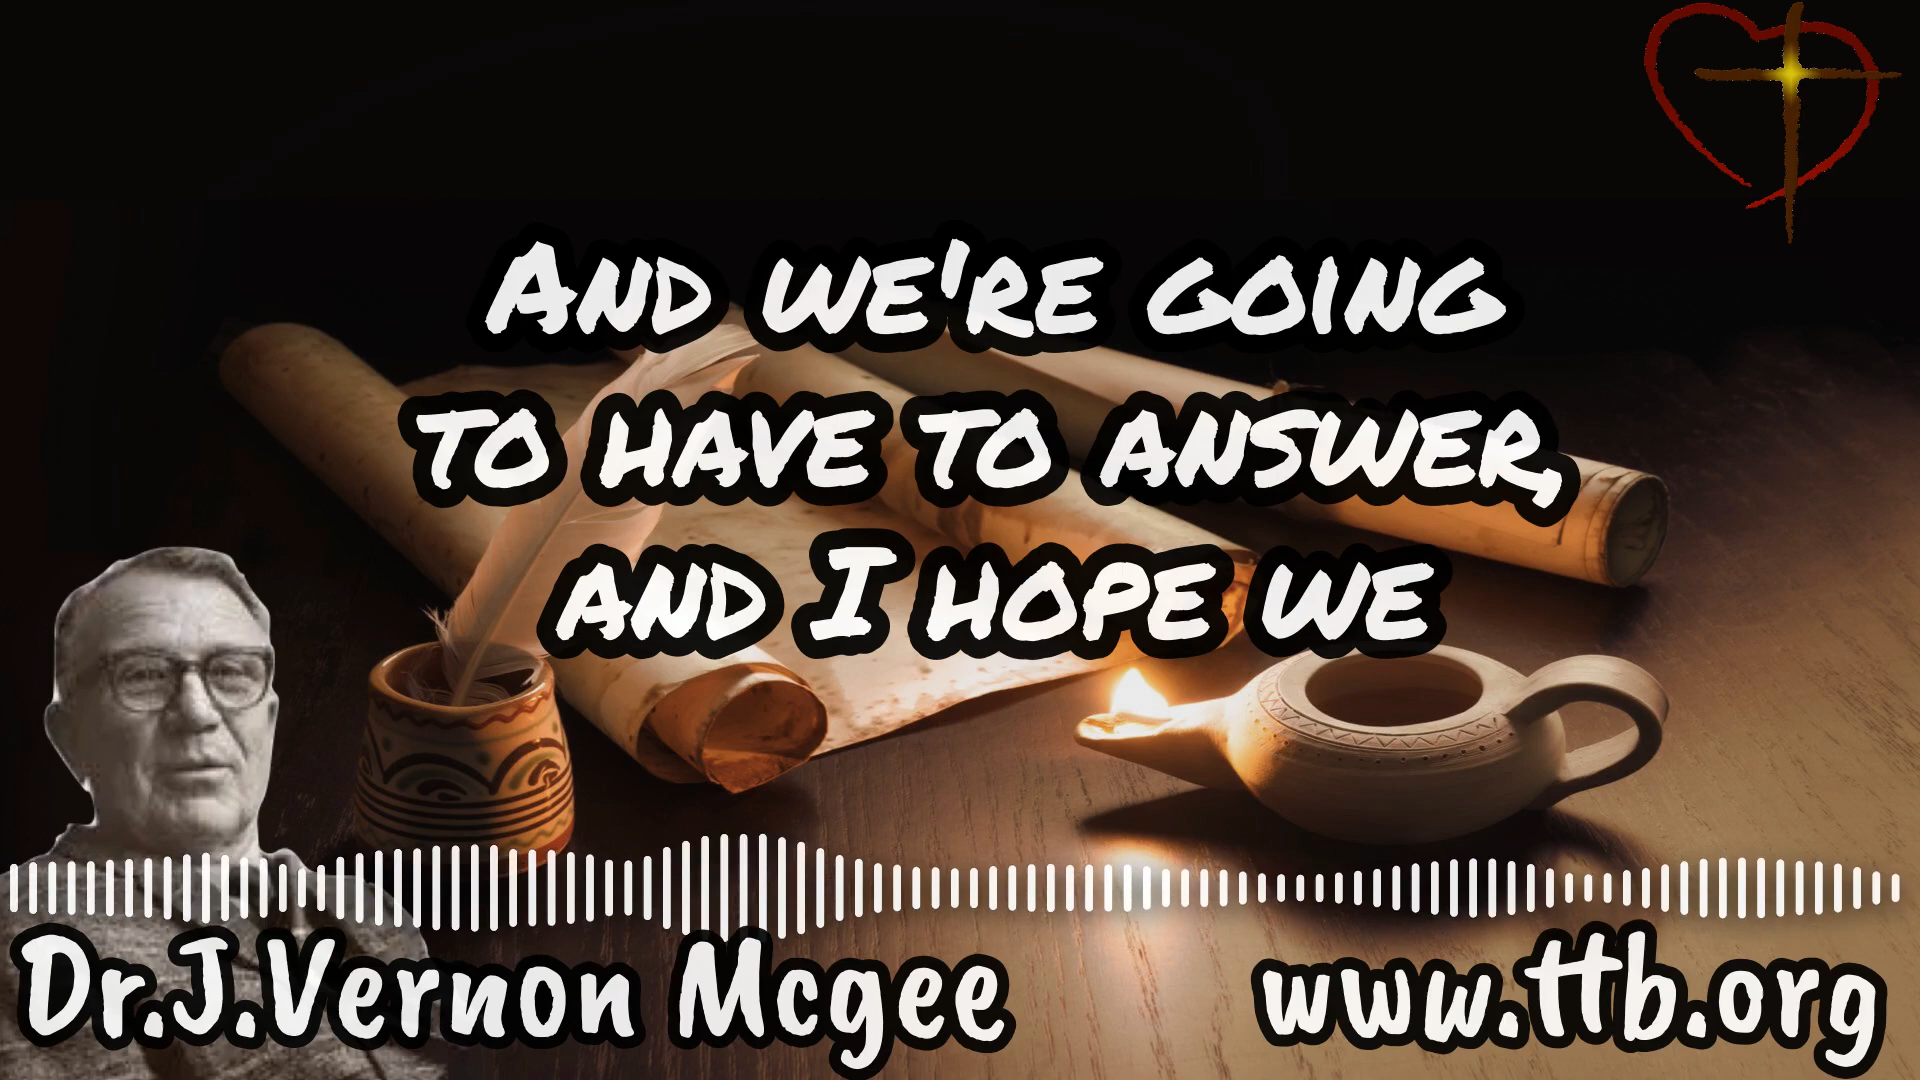 And we're going
to have to answer,
and I hope we
Dr.J.Vernon Mcgee
www.ttb.org